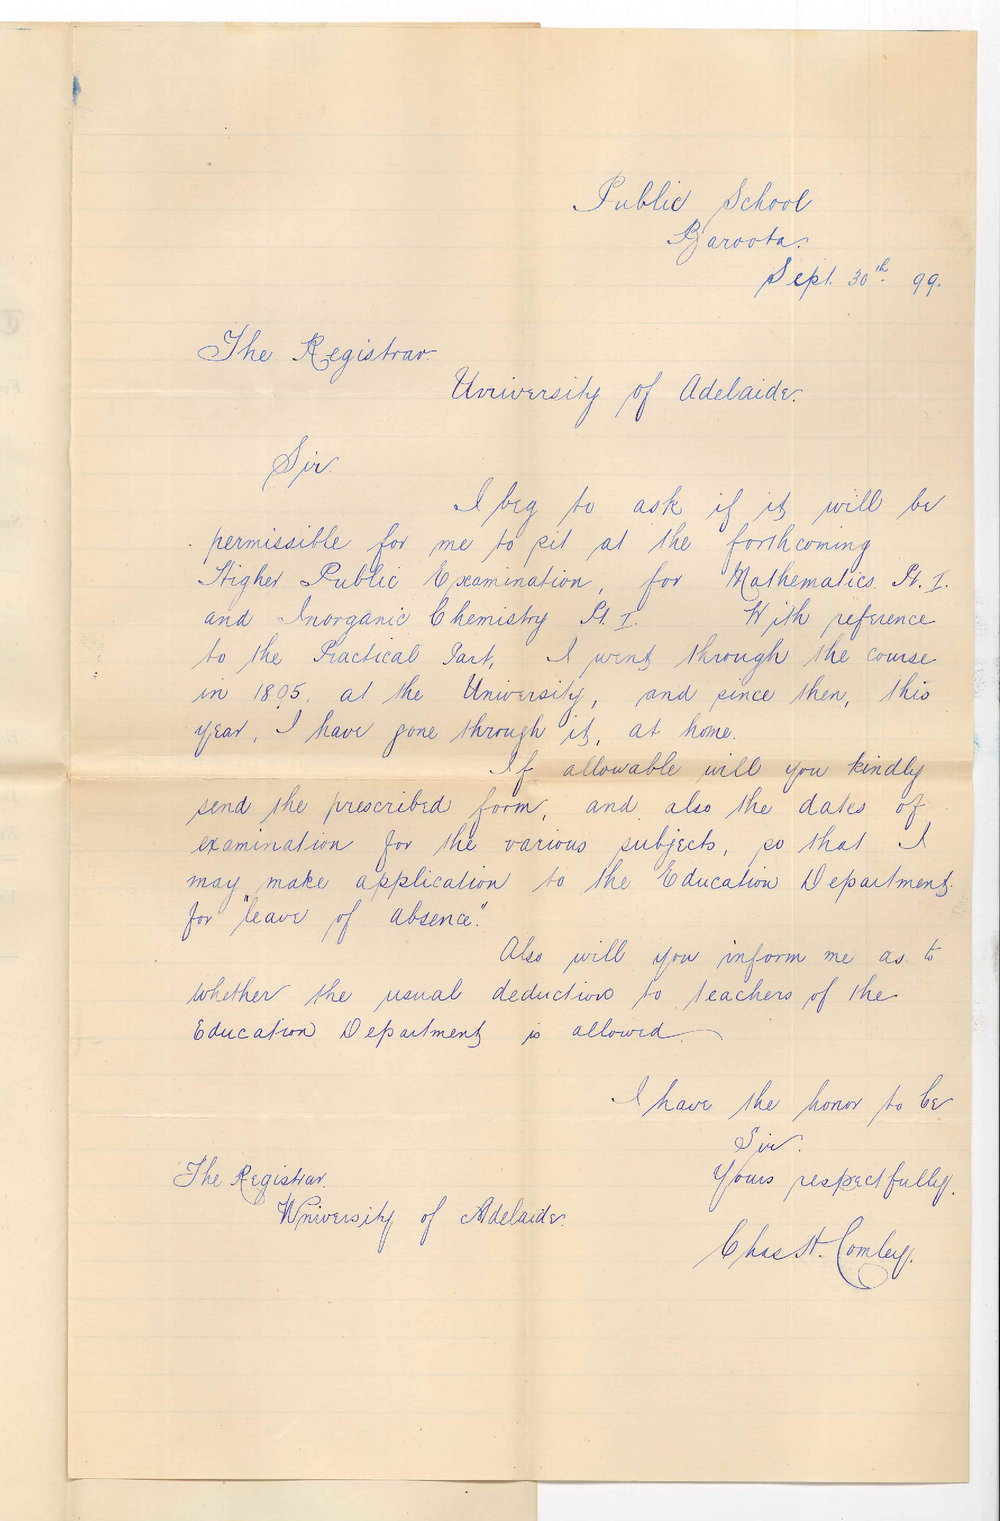 Public School
Baroota.
Sept. 30th. 99.
The Registrar
University of Adelaide.
Sir.
I beg to ask if it will be
permissible for me to sit at the forthcoming
Higher Public Examination, for Mathematics. Pt. I.
and Inorganic Chemistry Pt. I. With reference
to the Practical Part, I went through the course
in 1895. at the University, and since then, this
year, I have gone through it, at home.
If allowable will you kindly
send the prescribed form, and also the dates of
examination for the various subjects, so that I
may make application to the Education Department
for "leave of absence".
Also will you inform me as to
whether the usual deduction to teachers of the
Education Department is allowed
I have the honor to be
Sir.
Yours respectfully.
Chas H. Comley.
The Registrar.
University of Adelaide.